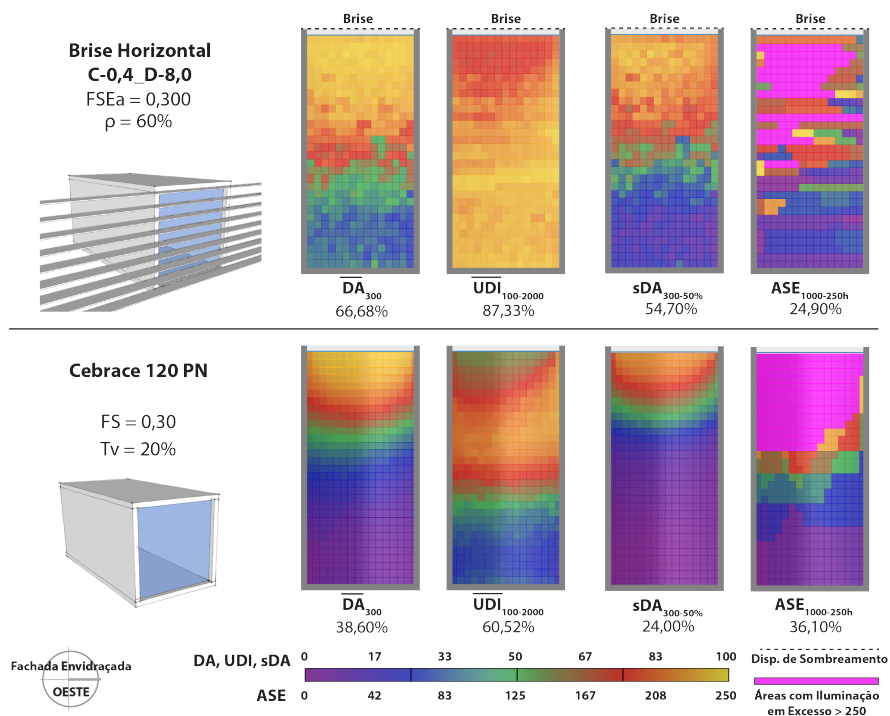 Brise Horizontal
C-0,4_D-8,0
FSEa = 0,300
ρ = 60%
Brise
Brise
Brise
Brise
DA300
66,68%
UDI100-2000
87,33%
sDA300-50%
54,70%
ASE1000-250h
24,90%
Cebrace 120 PN
FS = 0,30
Tv = 20%
DA300
38,60%
UDI100-2000
60,52%
sDA300-50%
24,00%
ASE1000-250h
36,10%
Fachada Envidraçada
OESTE
DA, UDI, sDA
0 17 33 50 67 83 100
ASE
0 42 83 125 167 208 250
Disp. de Sombreamento
Áreas com Iluminação
em Excesso > 250